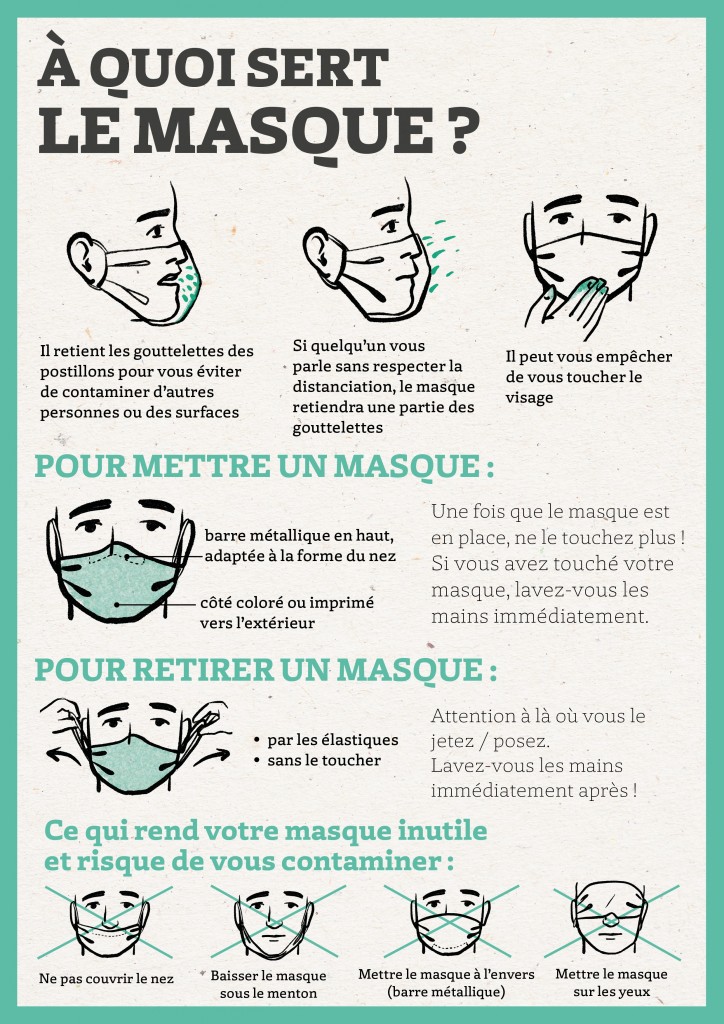 À QUOI SERT
LE MASQUE ?
Il retient les gouttelettes des
postillons pour vous éviter
de contaminer d'autres
personnes ou des surfaces
Si quelqu'un vous
parle sans respecter la
distanciation, le masque
retiendra une partie des
gouttelettes
Il peut vous empêcher
de vous toucher le
visage
POUR METTRE UN MASQUE :
barre métallique en haut,
adaptée à la forme du nez
côté coloré ou imprimé
vers l'extérieur
Une fois que le masque est
en place, ne le touchez plus !
Si vous avez touché votre
masque, lavez-vous les
mains immédiatement.
POUR RETIRER UN MASQUE :
• par les élastiques
• sans le toucher
Attention à là où vous le
jetez / posez.
Lavez-vous les mains
immédiatement après !
Ce qui rend votre masque inutile
et risque de vous contaminer :
Ne pas couvrir le nez
Baisser le masque
sous le menton
Mettre le masque à l'envers
(barre métallique)
Mettre le masque
sur les yeux